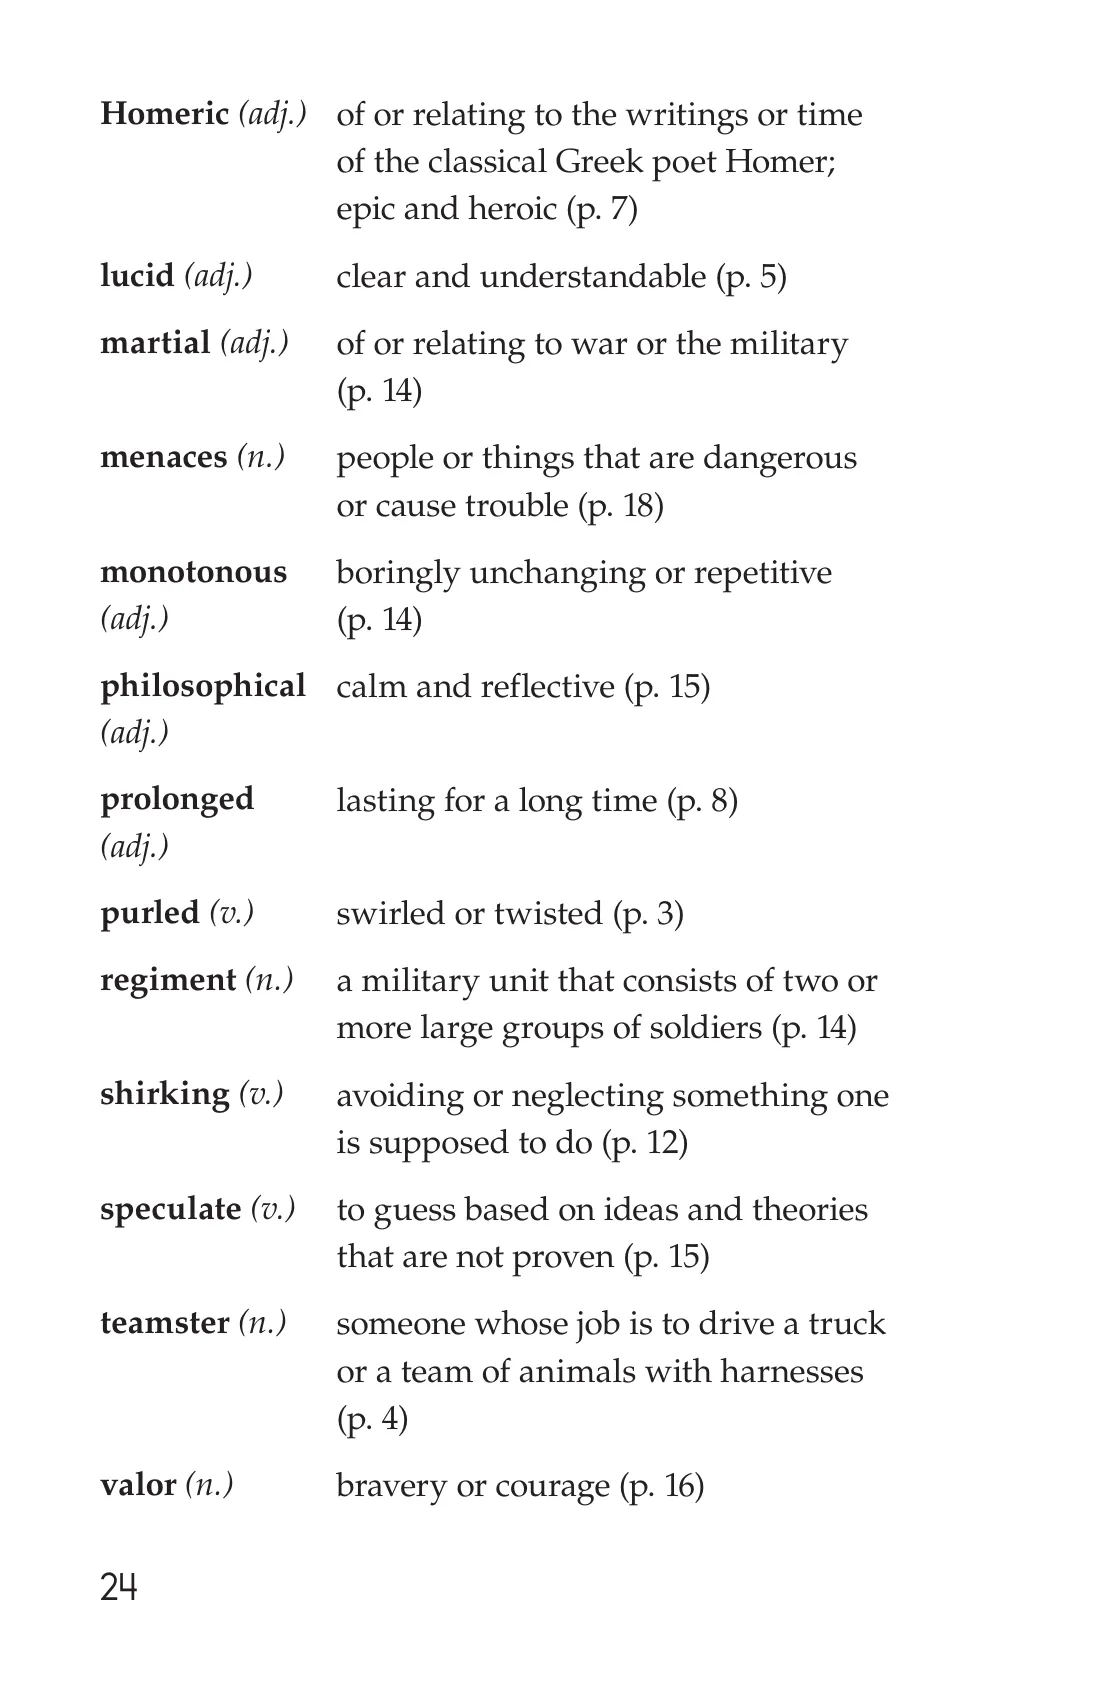 Homeric (adj.) of or relating to the writings or time
of the classical Greek poet Homer;
epic and heroic (p. 7)
lucid (adj.) clear and understandable (p. 5)
martial (adj.) of or relating to war or the military
(p. 14)
menaces (n.) people or things that are dangerous
or cause trouble (p. 18)
monotonous boringly unchanging or repetitive
(adj.) (p. 14)
philosophical calm and reflective (p. 15)
(adj.)
prolonged lasting for a long time (p. 8)
(adj.)
purled (v.) swirled or twisted (p. 3)
regiment (n.) a military unit that consists of two or
more large groups of soldiers (p. 14)
shirking (v.) avoiding or neglecting something one
is supposed to do (p. 12)
speculate (v.) to guess based on ideas and theories
that are not proven (p. 15)
teamster (n.) someone whose job is to drive a truck
or a team of animals with harnesses
(p. 4)
valor (n.) bravery or courage (p. 16)
24